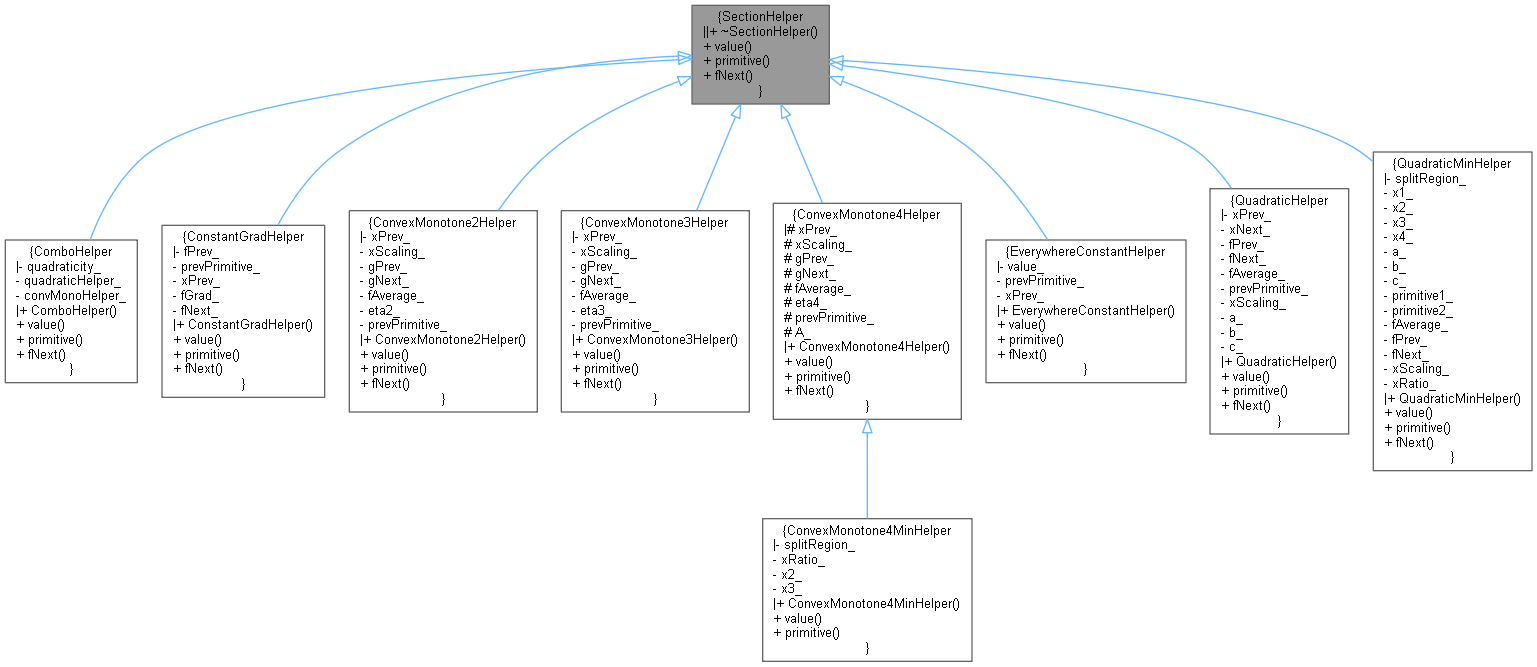 {SectionHelper
||+ ~SectionHelper()
+ value()
+ primitive()
+ fNext()
}
{ComboHelper
|- quadraticity_
- quadraticHelper_
- convMonoHelper_
|+ ComboHelper()
+ value()
+ primitive()
+ fNext()
}
{ConstantGradHelper
|- fPrev_
- prevPrimitive_
- xPrev_
- fGrad_
- fNext_
|+ ConstantGradHelper()
+ value()
+ primitive()
+ fNext()
}
{ConvexMonotone2Helper
|- xPrev_
- xScaling_
- gPrev_
- gNext_
- fAverage_
- eta2_
- prevPrimitive_
|+ ConvexMonotone2Helper()
+ value()
+ primitive()
+ fNext()
}
{ConvexMonotone3Helper
|- xPrev_
- xScaling_
- gPrev_
- gNext_
- fAverage_
- eta3_
- prevPrimitive_
|+ ConvexMonotone3Helper()
+ value()
+ primitive()
+ fNext()
}
{ConvexMonotone4Helper
|# xPrev_
# xScaling_
# gPrev_
# gNext_
# fAverage_
# eta4_
# prevPrimitive_
# A_
|+ ConvexMonotone4Helper()
+ value()
+ primitive()
+ fNext()
}
{EverywhereConstantHelper
|- value_
- prevPrimitive_
- xPrev_
|+ EverywhereConstantHelper()
+ value()
+ primitive()
+ fNext()
}
{QuadraticHelper
|- xPrev_
- xNext_
- fPrev_
- fNext_
- fAverage_
- prevPrimitive_
- xScaling_
- a_
- b_
- c_
|+ QuadraticHelper()
+ value()
+ primitive()
+ fNext()
}
{QuadraticMinHelper
|- splitRegion_
- x1_
- x2_
- x3_
- x4_
- a_
- b_
- c_
- primitive1_
- primitive2_
- fAverage_
- fPrev_
- fNext_
- xScaling_
- xRatio_
|+ QuadraticMinHelper()
+ value()
+ primitive()
+ fNext()
}
{ConvexMonotone4MinHelper
|- splitRegion_
- xRatio_
- x2_
- x3_
|+ ConvexMonotone4MinHelper()
+ value()
+ primitive()
}